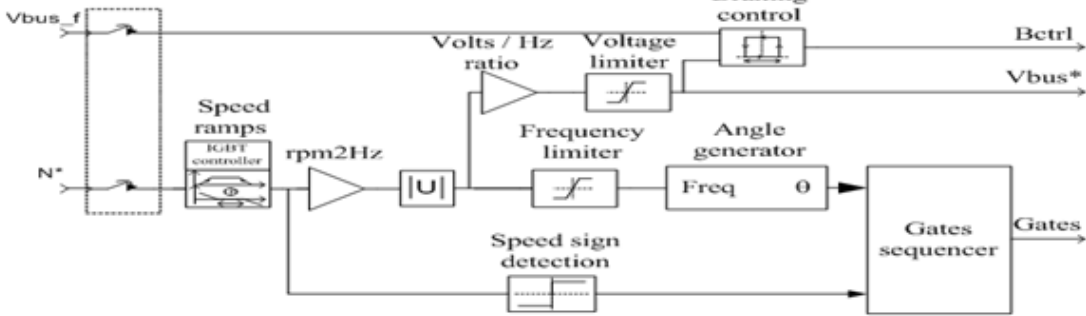 control
Vbus_f
Bctrl
Volts / Hz
ratio
Voltage
limiter
Vbus*
Speed
ramps
IGBT
controller
rpm2Hz
Frequency
limiter
Angle
generator
N*
|U|
Freq θ
Gates
sequencer
Gates
Speed sign
detection